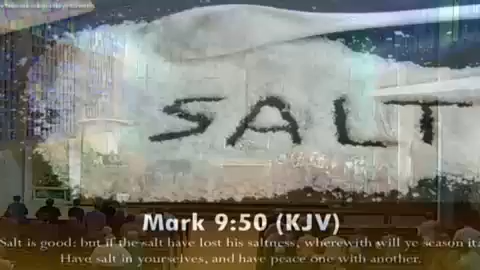 SALT
Mark 9:50 (KJV)
Salt is good: but if the salt have lost his saltness, wherewith will ye season it
Have salt in yourselves, and have peace one with another.